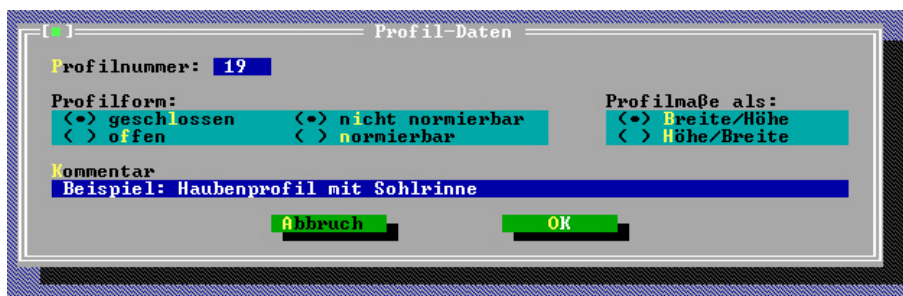 [■] Profil-Daten
Profilnummer: 19
Profilform: Profilmaße als:
(•) geschlossen (•) nicht normierbar (•) Breite/Höhe
( ) offen ( ) normierbar ( ) Höhe/Breite
Kommentar
Beispiel: Haubenprofil mit Sohlrinne
Abbruch OK